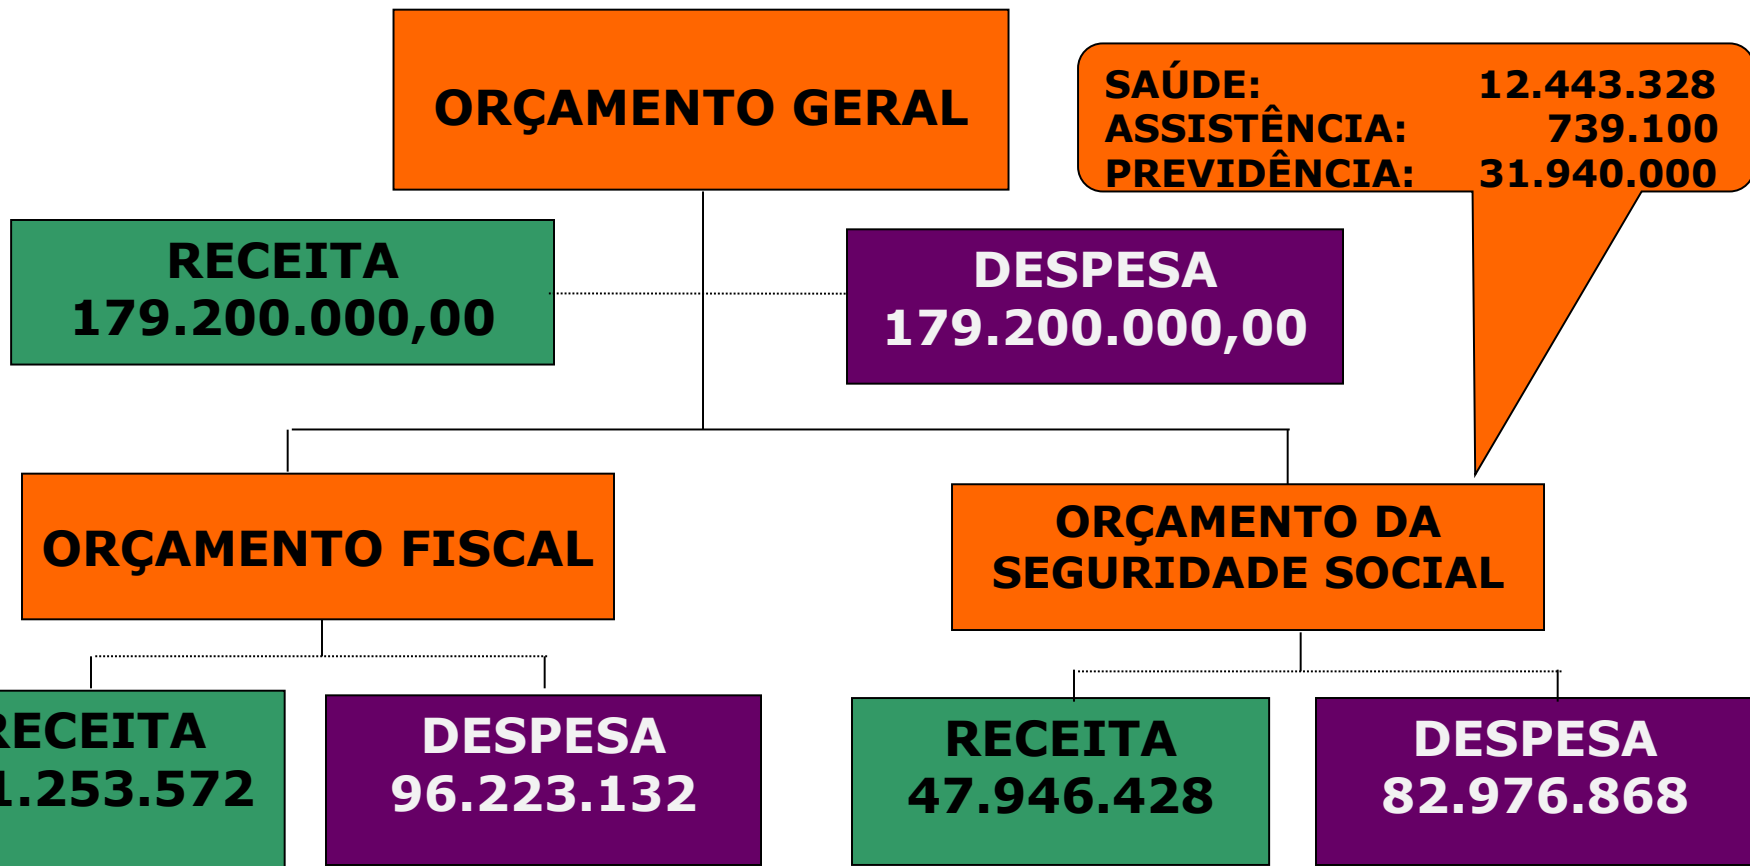 ORÇAMENTO GERAL
SAÚDE: 12.443.328
ASSISTÊNCIA: 739.100
PREVIDÊNCIA: 31.940.000
RECEITA
179.200.000,00
DESPESA
179.200.000,00
ORÇAMENTO FISCAL
ORÇAMENTO DA
SEGURIDADE SOCIAL
RECEITA
1.253.572
DESPESA
96.223.132
RECEITA
47.946.428
DESPESA
82.976.868